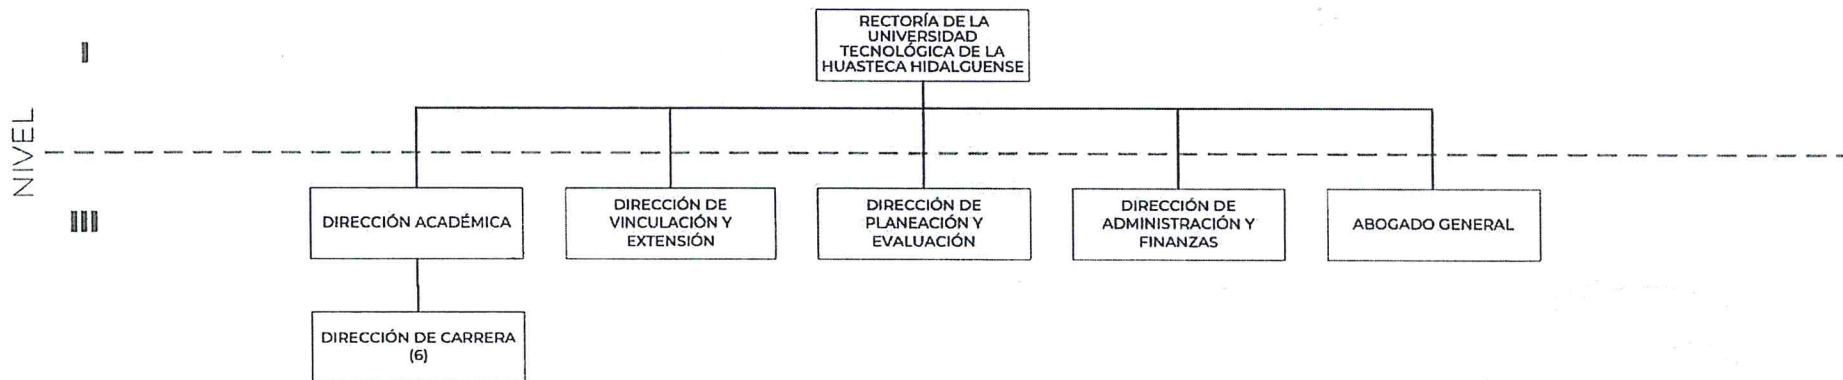 RECTORÍA DE LA
UNIVERSIDAD
TECNOLÓGICA DE LA
HUASTECA HIDALGUENSE
I
NIVEL
III
DIRECCIÓN ACADÉMICA
DIRECCIÓN DE
VINCULACIÓN Y
EXTENSIÓN
DIRECCIÓN DE
PLANEACIÓN Y
EVALUACIÓN
DIRECCIÓN DE
ADMINISTRACIÓN Y
FINANZAS
ABOGADO GENERAL
DIRECCIÓN DE CARRERA
(6)